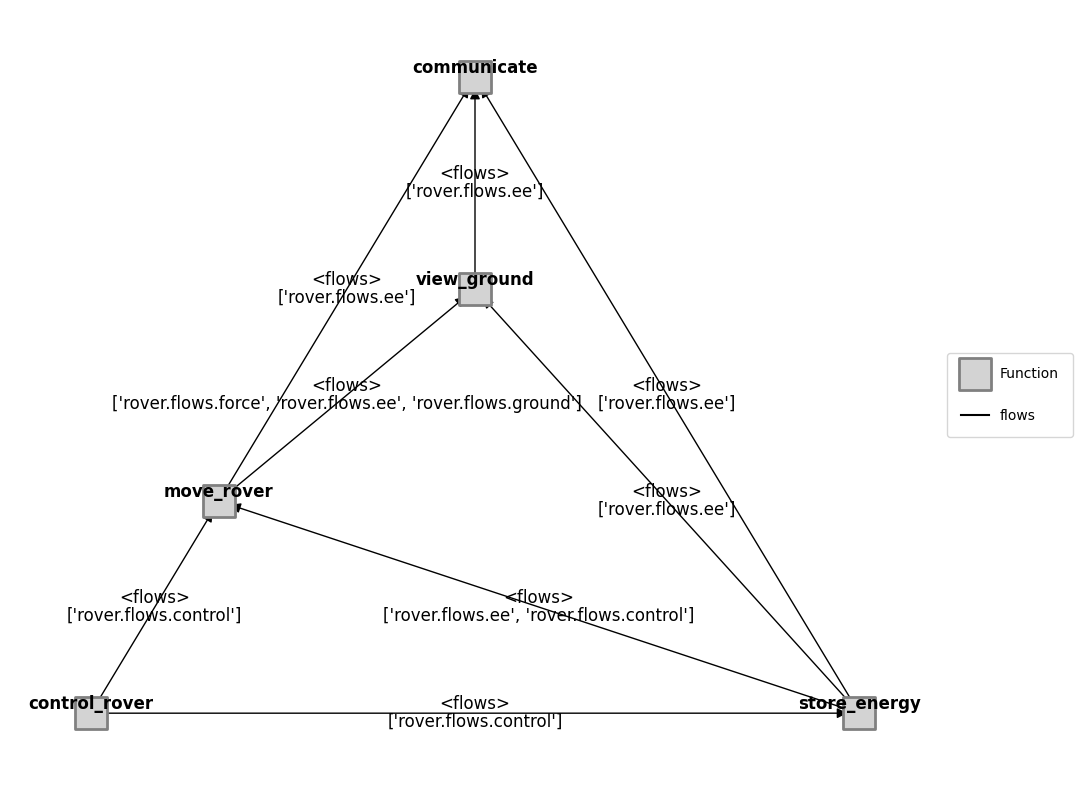 communicate
<flows>
['rover.flows.ee']
<flows>
['rover.flows.ee']
view_ground
<flows>
['rover.flows.force', 'rover.flows.ee', 'rover.flows.ground']
<flows>
['rover.flows.ee']
Function
flows
move_rover
<flows>
['rover.flows.ee']
<flows>
['rover.flows.control']
<flows>
['rover.flows.ee', 'rover.flows.control']
control_rover
<flows>
['rover.flows.control']
store_energy